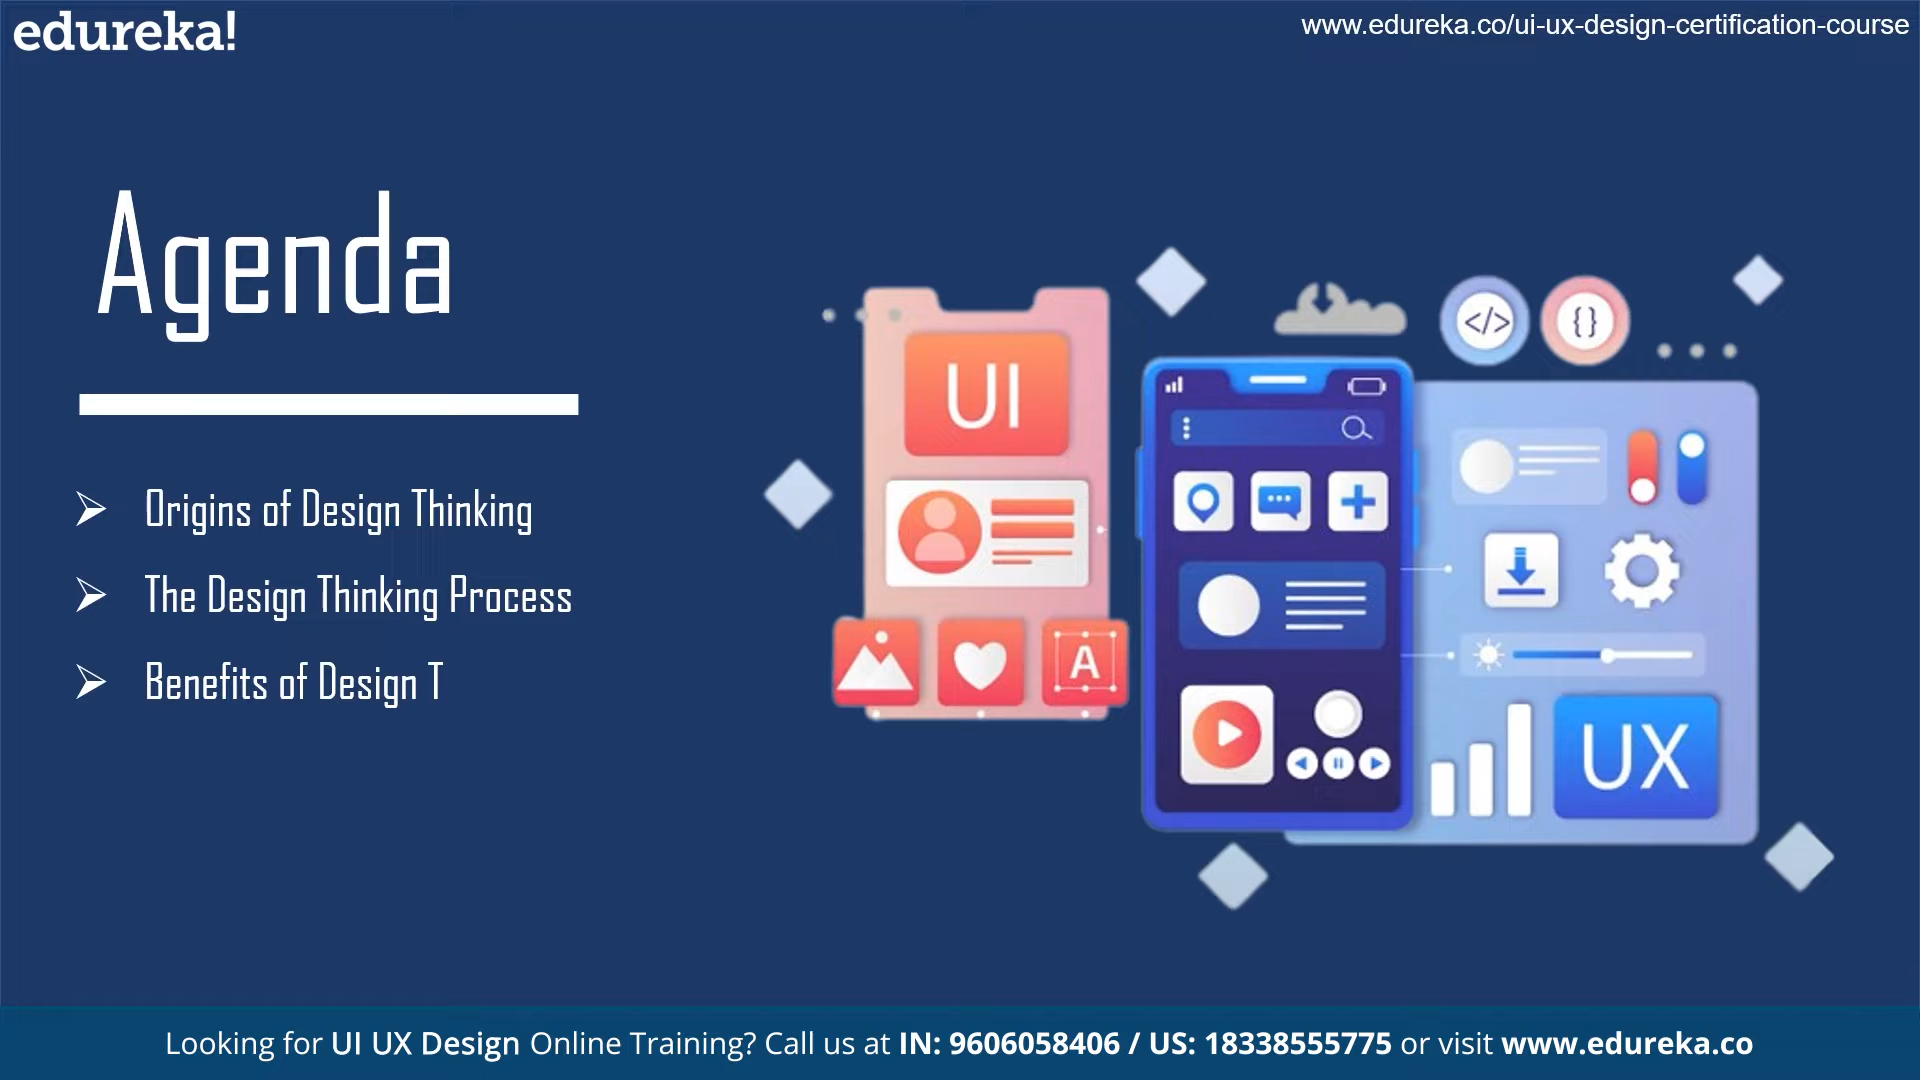 edureka!
www.edureka.co/ui-ux-design-certification-course
Agenda
Origins of Design Thinking
The Design Thinking Process
Benefits of Design T
UI
A
</>
{}
UX
Looking for UI UX Design Online Training? Call us at IN: 9606058406 / US: 18338555775 or visit www.edureka.co